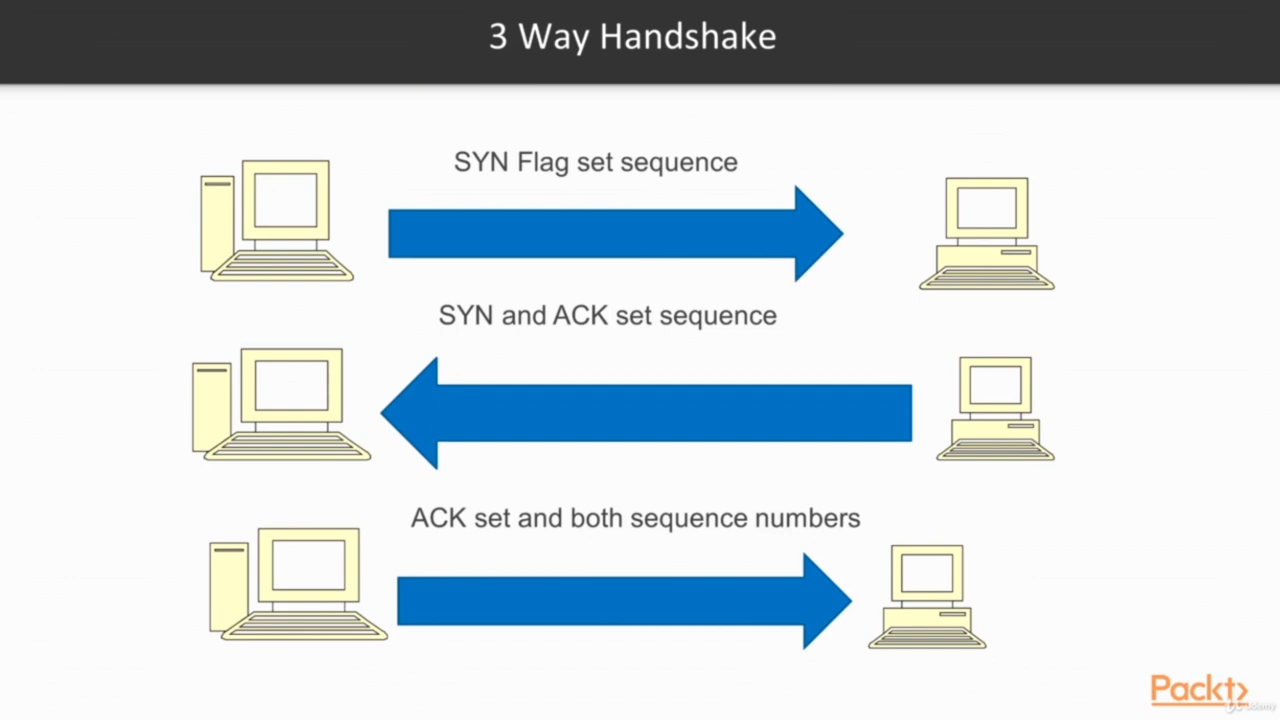 3 Way Handshake
SYN Flag set sequence
SYN and ACK set sequence
ACK set and both sequence numbers
Packt>
Udemy